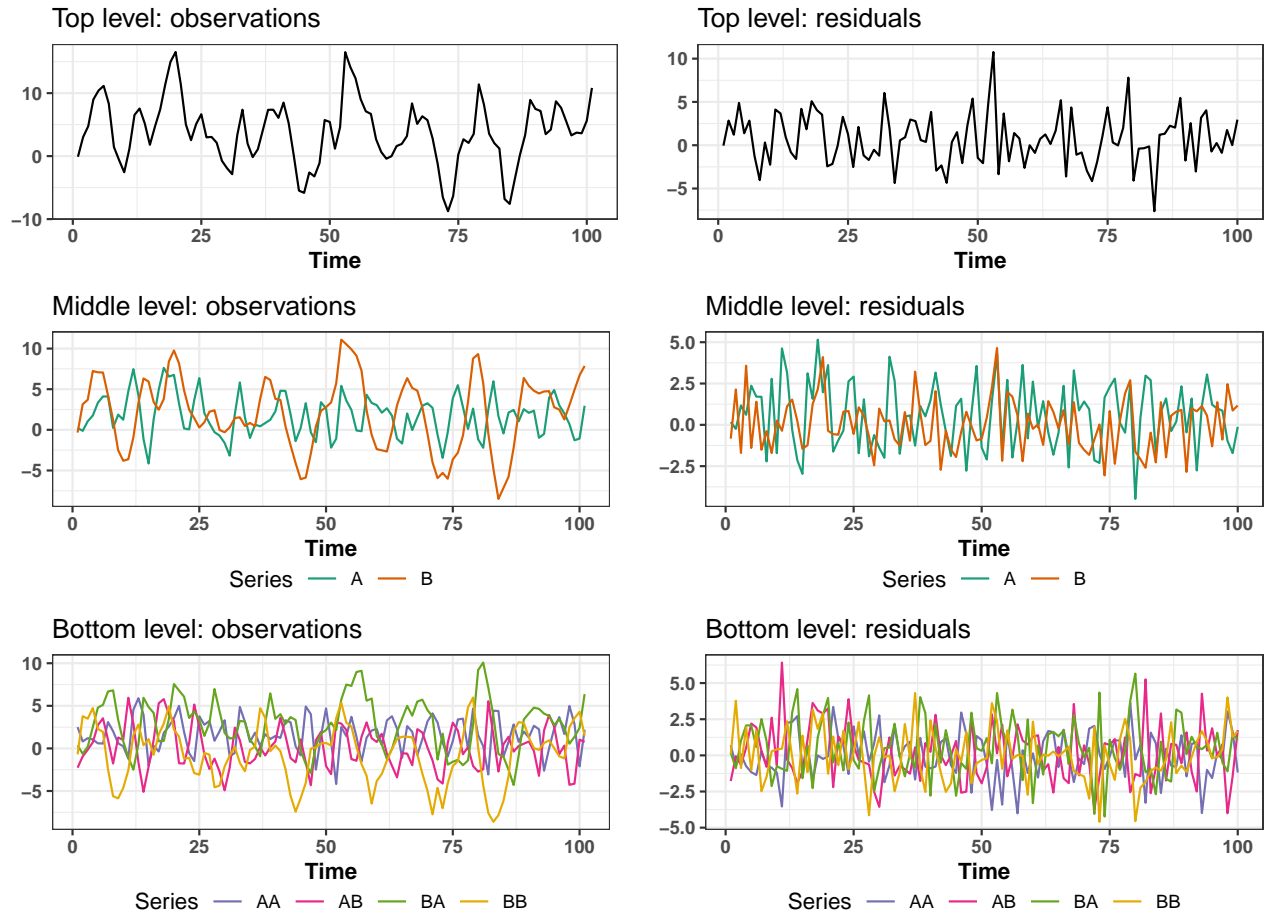 Top level: observations
10
0
−10
0 25 50 75 100
Time
Top level: residuals
10
5
0
−5
0 25 50 75 100
Time
Middle level: observations
10
5
0
−5
0 25 50 75 100
Time
Series A B
Middle level: residuals
5.0
2.5
0.0
−2.5
0 25 50 75 100
Time
Series A B
Bottom level: observations
10
5
0
−5
0 25 50 75 100
Time
Series AA AB BA BB
Bottom level: residuals
5.0
2.5
0.0
−2.5
−5.0
0 25 50 75 100
Time
Series AA AB BA BB